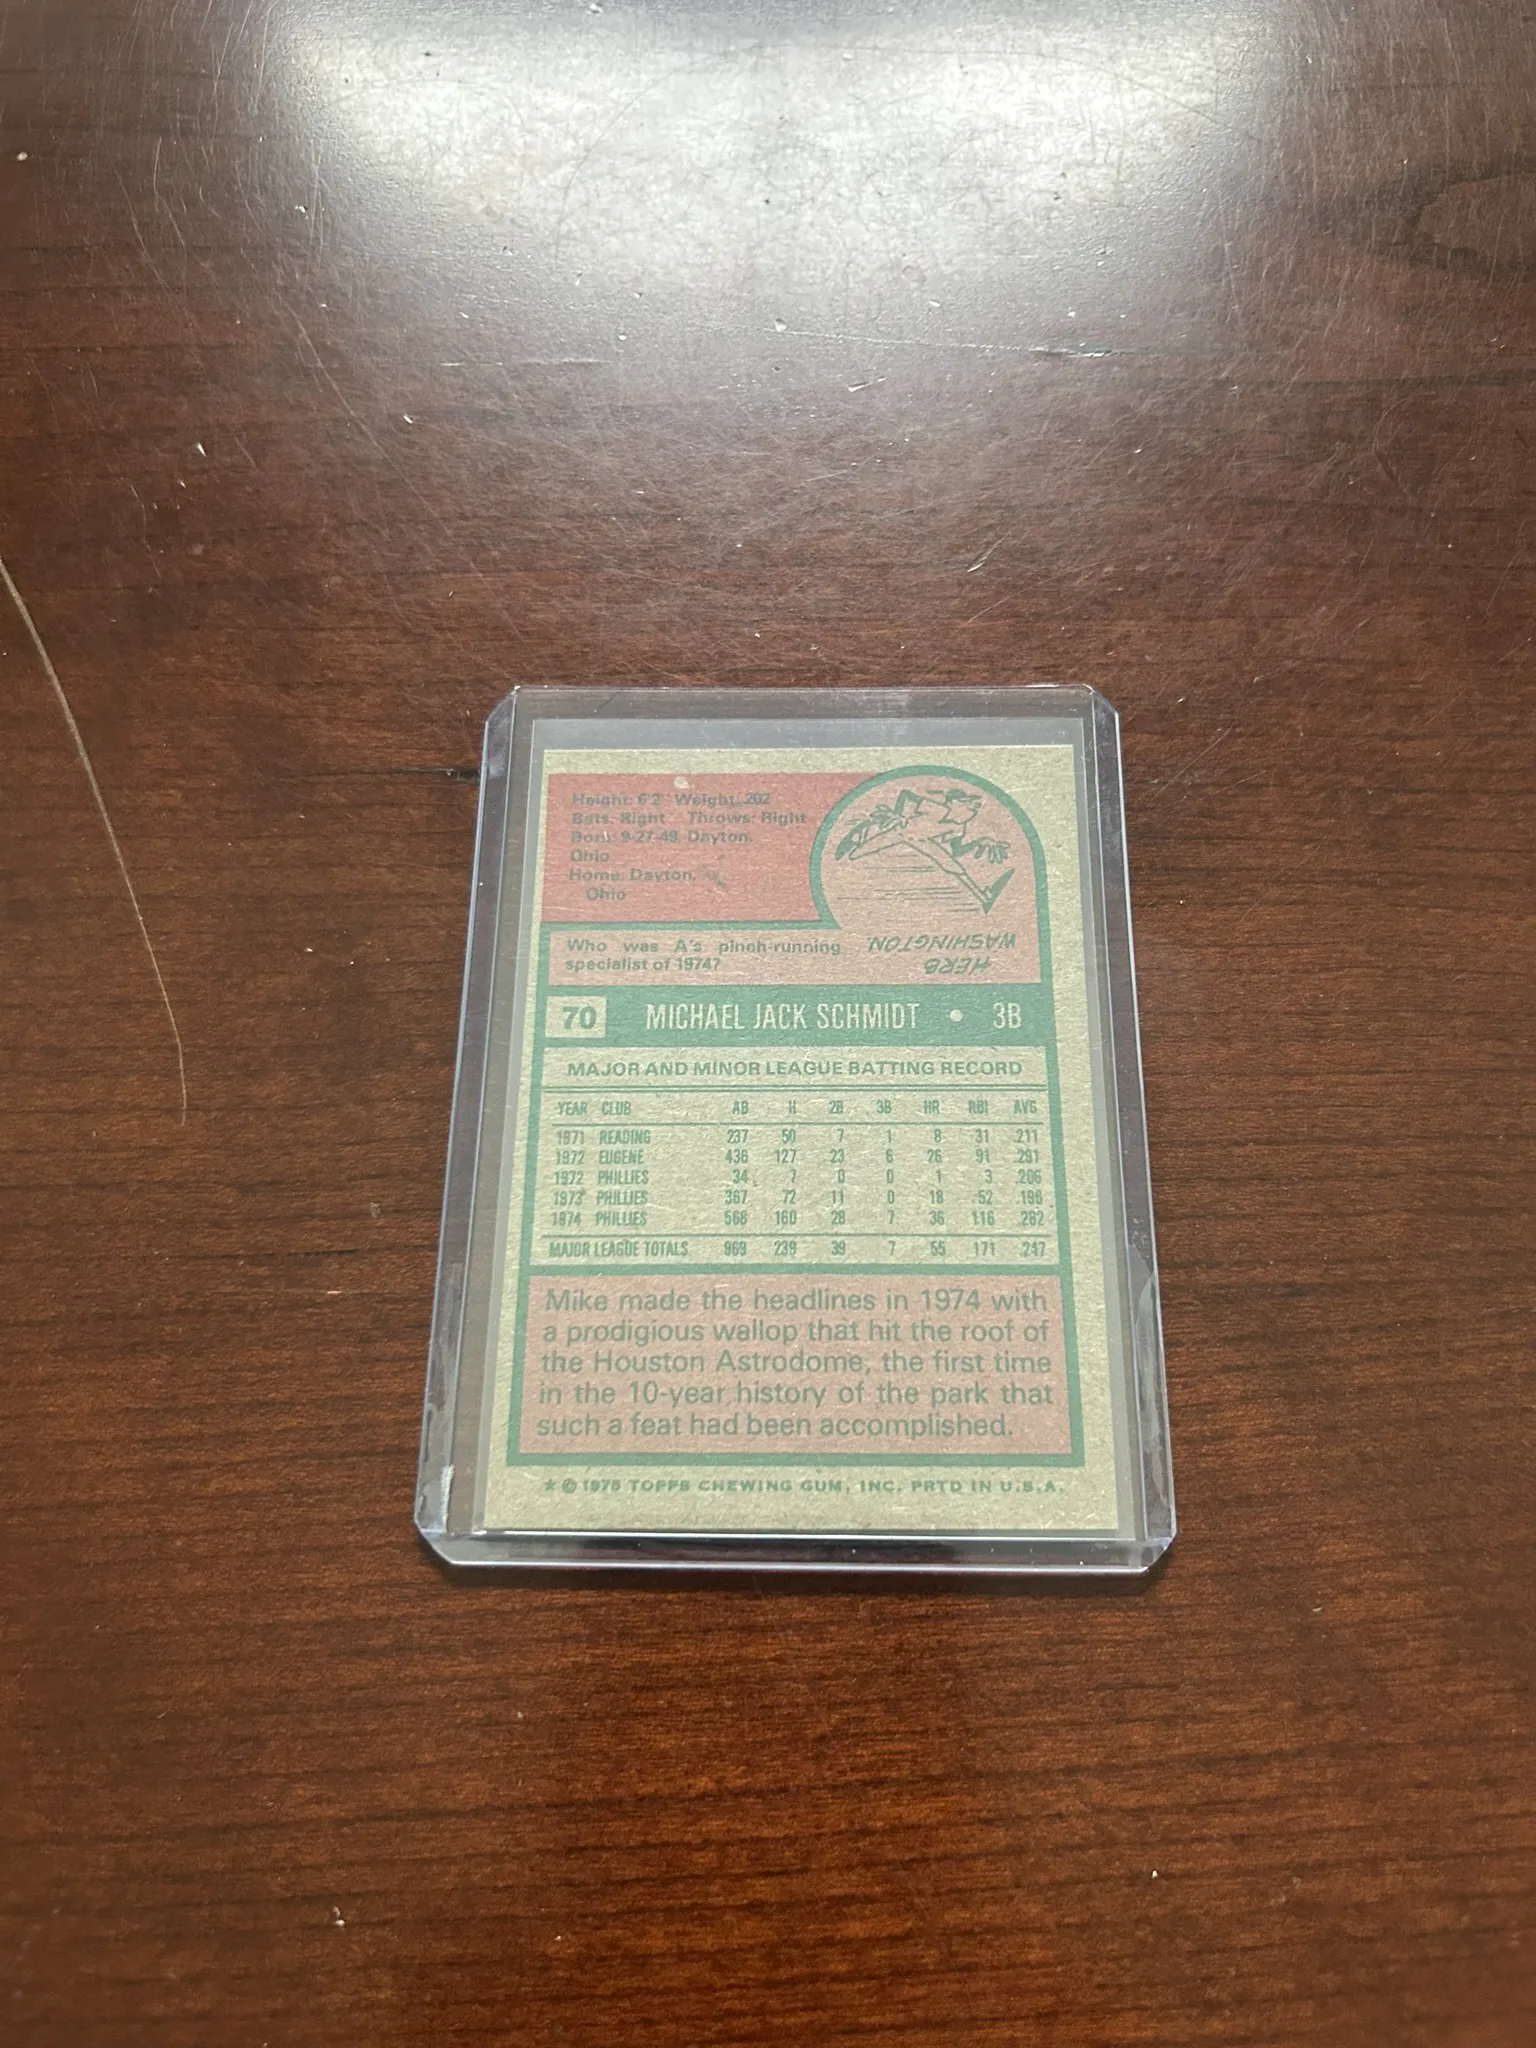 Height: 6'2" Weight: 202
Bats: Right Throws: Right
Born: 9-27-49, Dayton,
Ohio
Home: Dayton,
Ohio
Who was A's pinch-running
specialist of 1974?
HERB
WASHINGTON.
70 MICHAEL JACK SCHMIDT • 3B
MAJOR AND MINOR LEAGUE BATTING RECORD
YEAR CLUB AB H 2B 3B HR RBI AVG
1971 READING 237 50 7 1 8 31 .211
1972 EUGENE 436 127 23 6 26 91 .291
1972 PHILLIES 34 7 0 0 1 3 .206
1973 PHILLIES 367 72 11 0 18 52 .196
1974 PHILLIES 568 160 28 7 36 116 .282
MAJOR LEAGUE TOTALS 969 239 39 7 55 171 .247
Mike made the headlines in 1974 with
a prodigious wallop that hit the roof of
the Houston Astrodome, the first time
in the 10-year history of the park that
such a feat had been accomplished.
★ © 1975 TOPPS CHEWING GUM, INC. PRTD IN U.S.A.